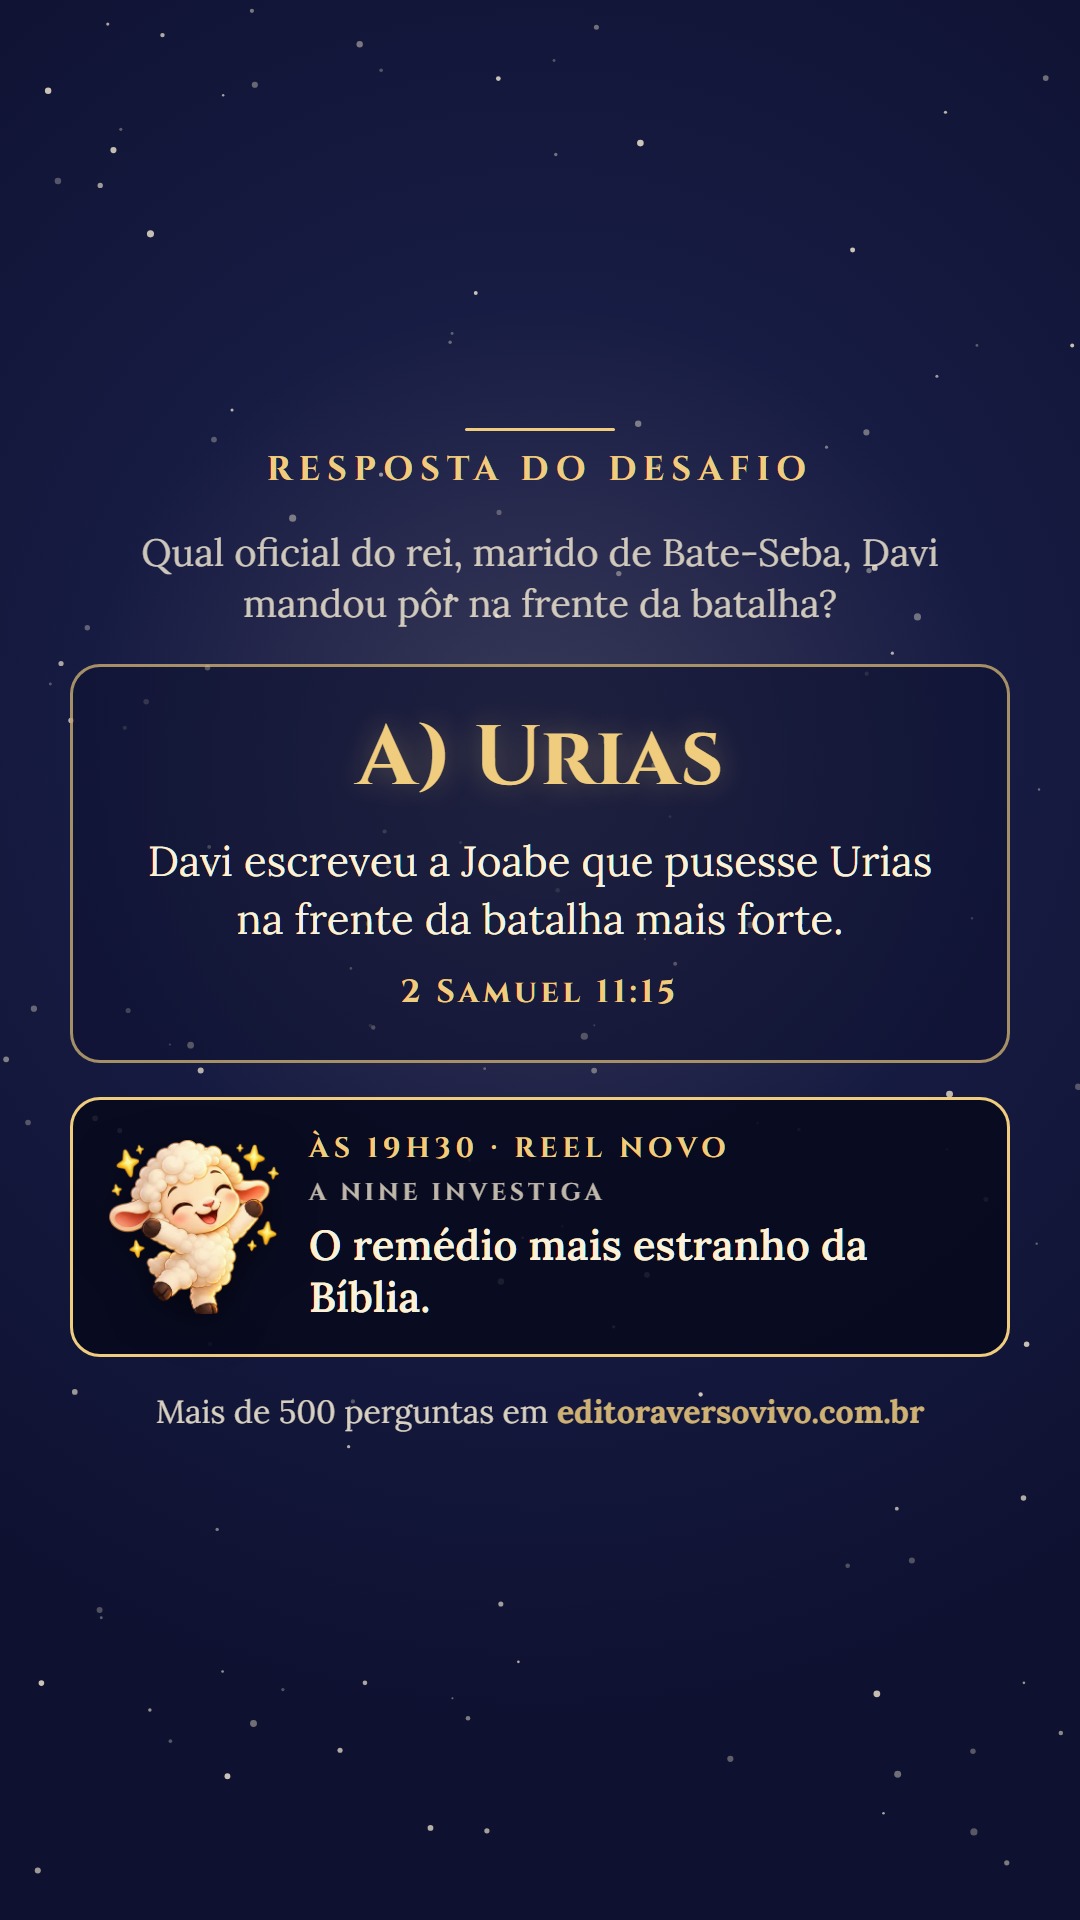 RESPOSTA DO DESAFIO
Qual oficial do rei, marido de Bate-Seba, Davi
mandou pôr na frente da batalha?
A) Urias
Davi escreveu a Joabe que pusesse Urias
na frente da batalha mais forte.
2 Samuel 11:15
ÀS 19H30 · REEL NOVO
A NINE INVESTIGA
O remédio mais estranho da
Bíblia.
Mais de 500 perguntas em editoraversovivo.com.br